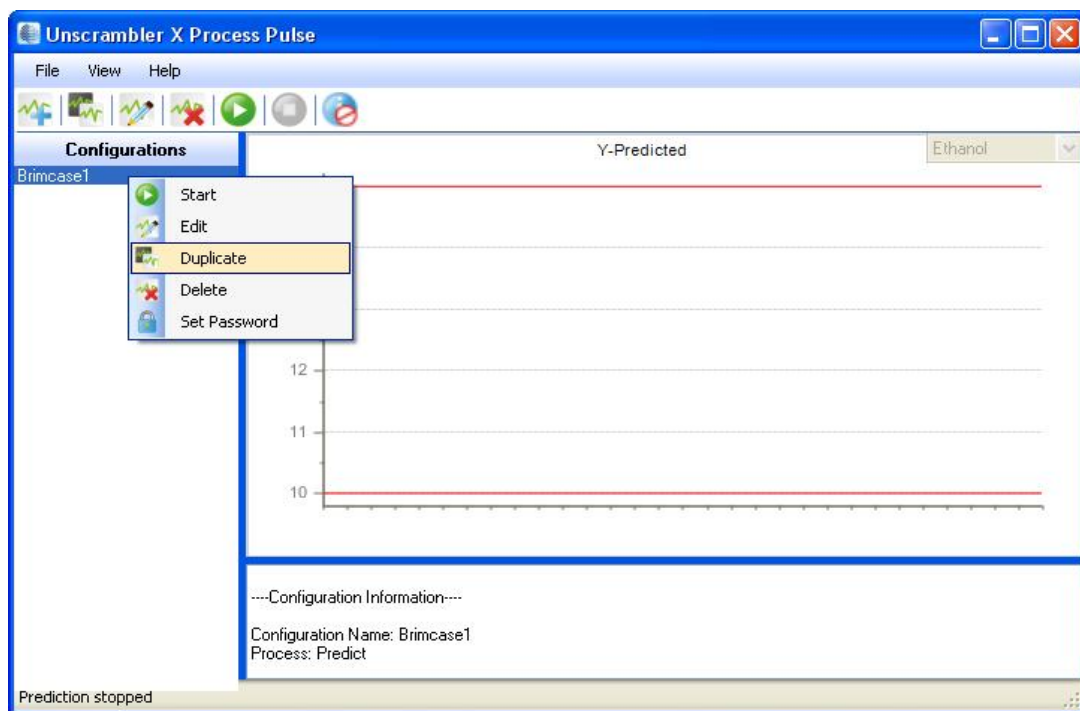 Unscrambler X Process Pulse
File View Help
Configurations
Y-Predicted
Ethanol
Brimcase1
Start
Edit
Duplicate
Delete
Set Password
12
11
10
----Configuration Information----
Configuration Name: Brimcase1
Process: Predict
Prediction stopped